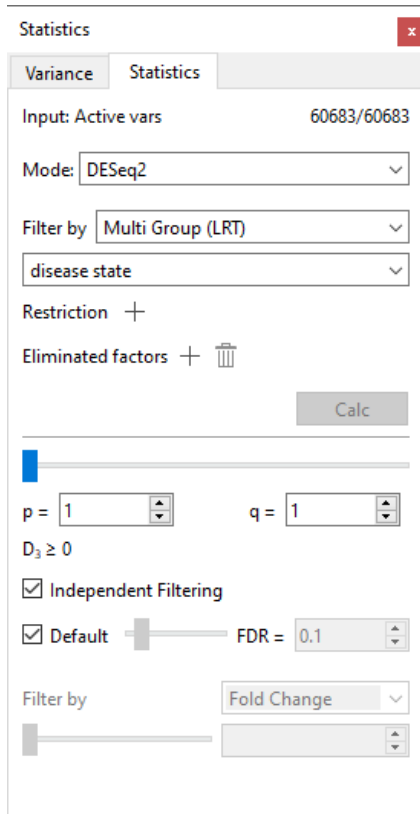 Statistics
x
Variance Statistics
Input: Active vars 60683/60683
Mode: DESeq2
Filter by Multi Group (LRT)
disease state
Restriction +
Eliminated factors +
Calc
p = 1 q = 1
D₃ ≥ 0
Independent Filtering
Default FDR = 0.1
Filter by Fold Change